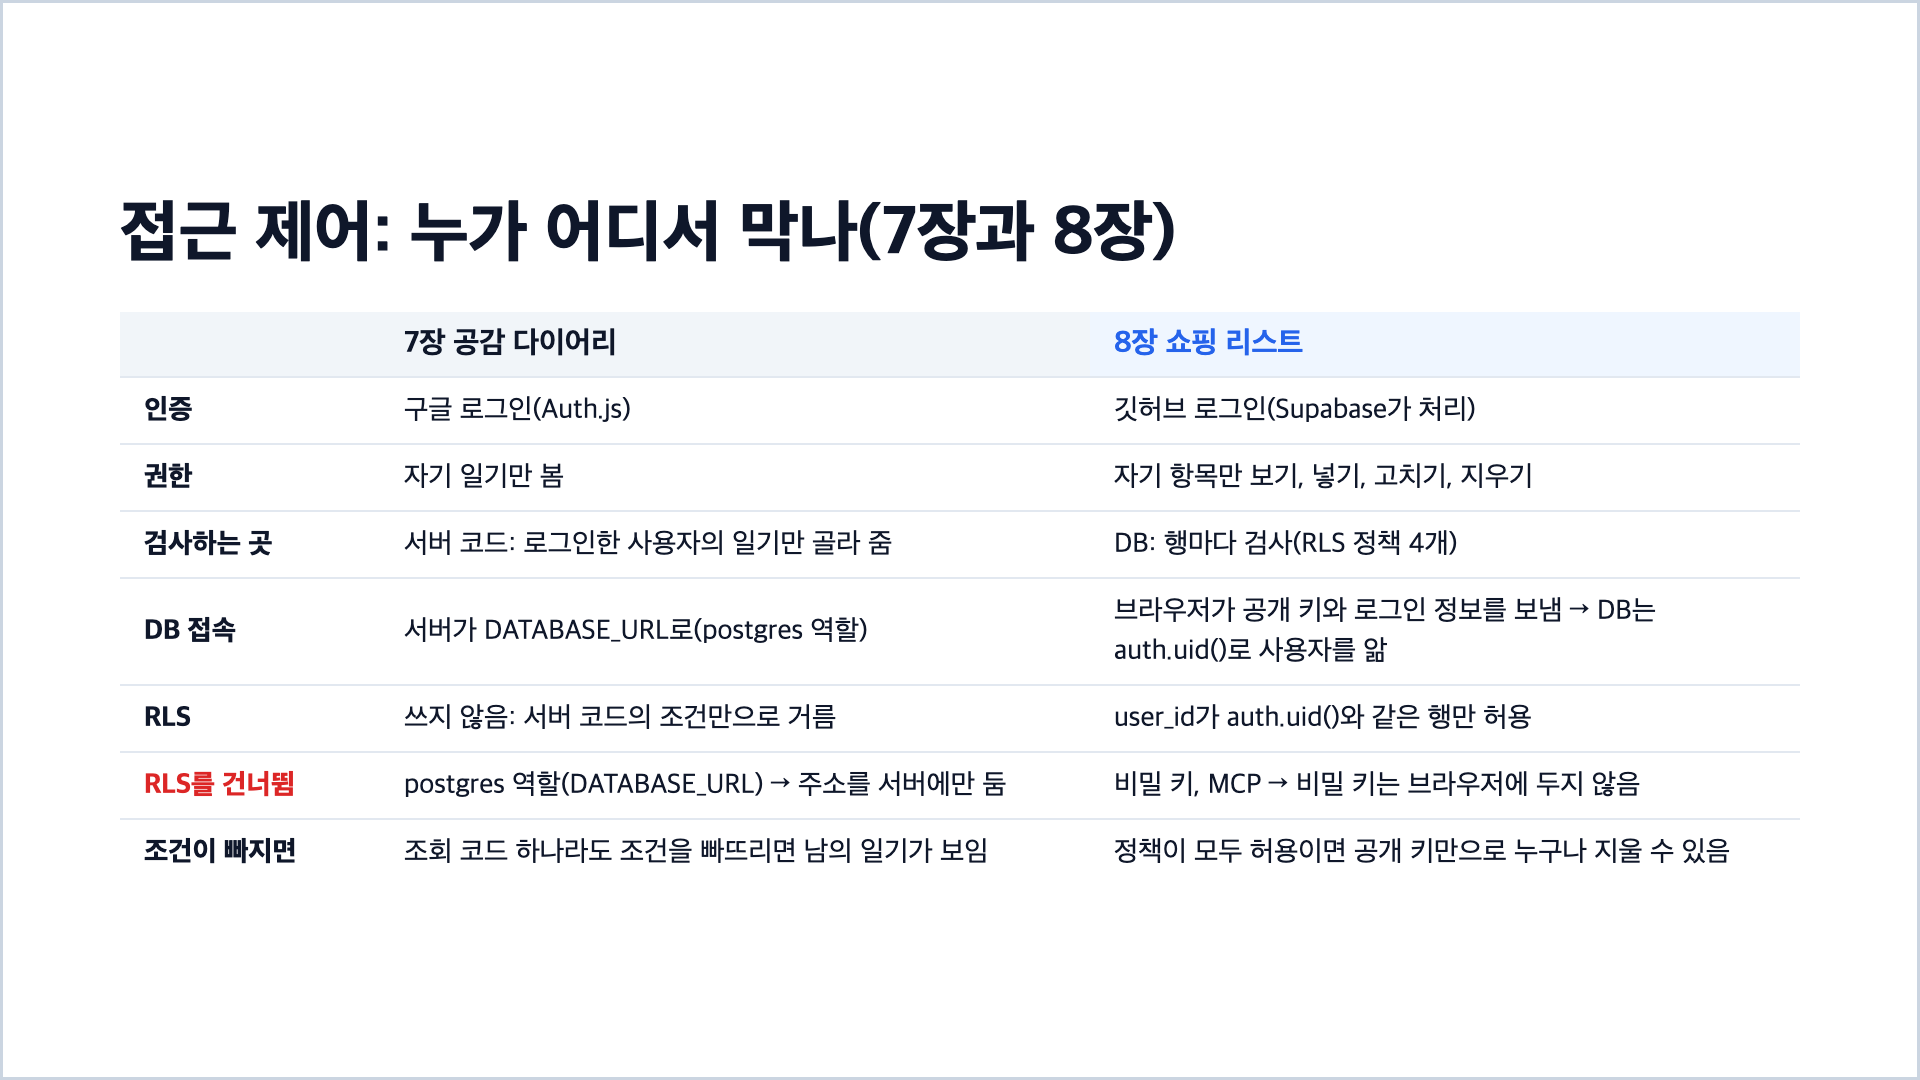 접근 제어: 누가 어디서 막나(7장과 8장)
7장 공감 다이어리
8장 쇼핑 리스트
인증
구글 로그인(Auth.js)
깃허브 로그인(Supabase가 처리)
권한
자기 일기만 봄
자기 항목만 보기, 넣기, 고치기, 지우기
검사하는 곳
서버 코드: 로그인한 사용자의 일기만 골라 줌
DB: 행마다 검사(RLS 정책 4개)
DB 접속
서버가 DATABASE_URL로(postgres 역할)
브라우저가 공개 키와 로그인 정보를 보냄 → DB는
auth.uid()로 사용자를 앎
RLS
쓰지 않음: 서버 코드의 조건만으로 거름
user_id가 auth.uid()와 같은 행만 허용
RLS를 건너뜀
postgres 역할(DATABASE_URL) → 주소를 서버에만 둠
비밀 키, MCP → 비밀 키는 브라우저에 두지 않음
조건이 빠지면
조회 코드 하나라도 조건을 빠뜨리면 남의 일기가 보임
정책이 모두 허용이면 공개 키만으로 누구나 지울 수 있음